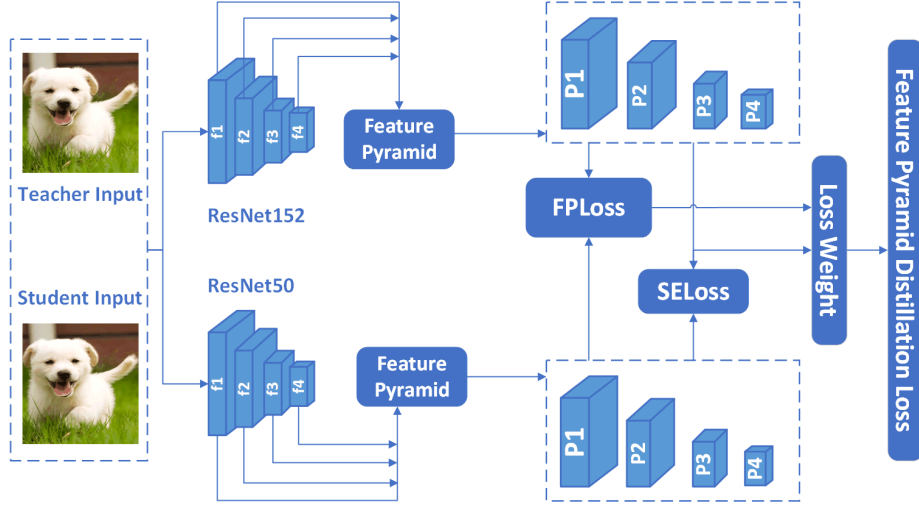 Teacher Input
Student Input
f1
f2
f3
f4
ResNet152
Feature
Pyramid
P1
P2
P3
P4
ResNet50
f1
f2
f3
f4
Feature
Pyramid
P1
P2
P3
P4
FPLoss
SELoss
Loss Weight
Feature Pyramid Distillation Loss